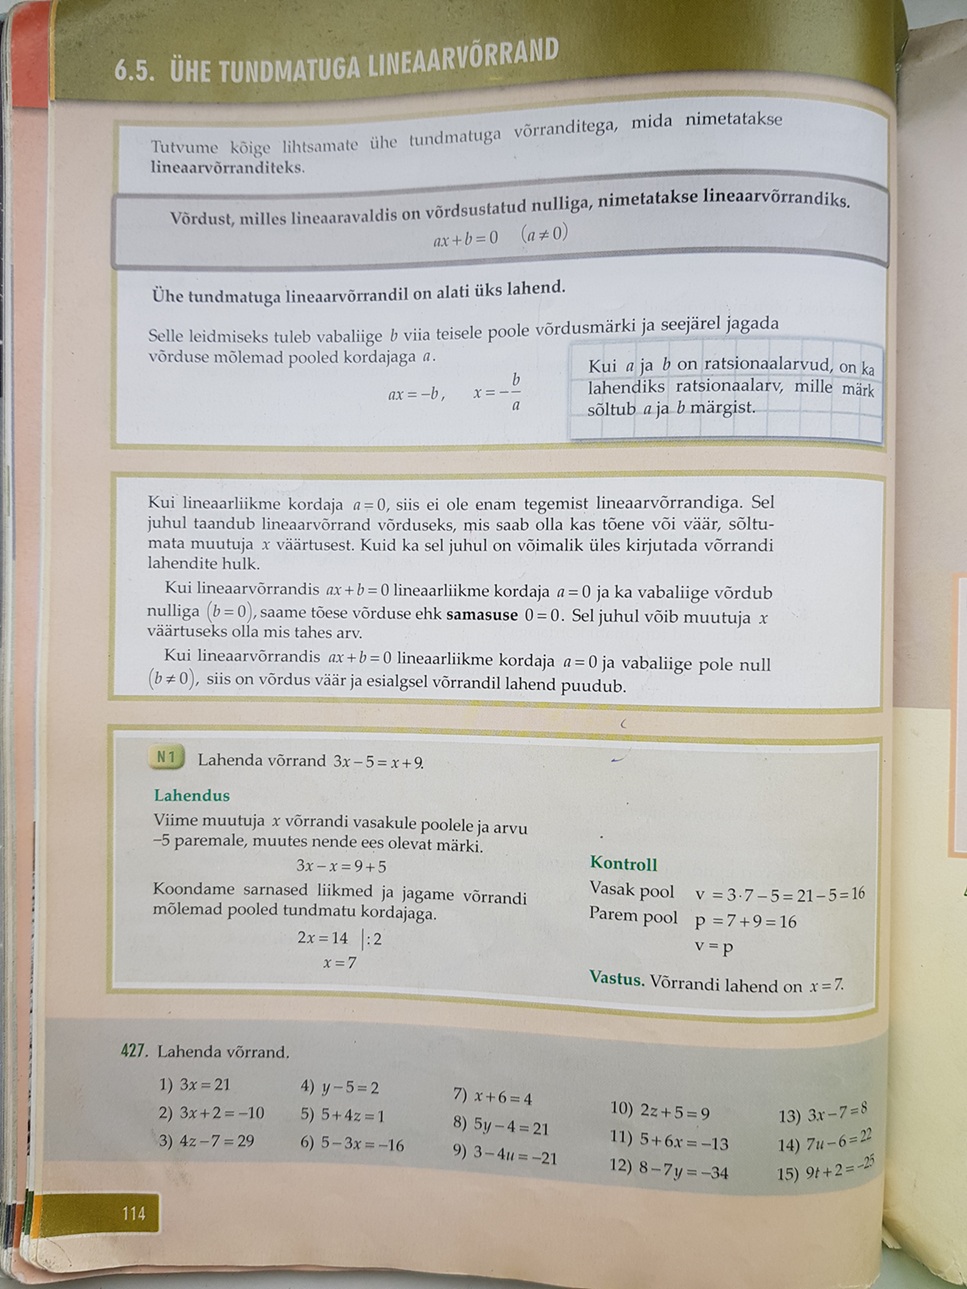 6.5. ÜHE TUNDMATUGA LINEAARVÕRRAND
Tutvume kõige lihtsamate ühe tundmatuga võrranditega, mida nimetatakse
lineaarvõrranditeks.
Võrdust, milles lineaaravaldis on võrdsustatud nulliga, nimetatakse lineaarvõrrandiks.
ax + b = 0 (a ≠ 0)
Ühe tundmatuga lineaarvõrrandil on alati üks lahend.
Selle leidmiseks tuleb vabaliige b viia teisele poole võrdusmärki ja seejärel jagada
võrduse mõlemad pooled kordajaga a.
ax = –b, x = –b/a
Kui a ja b on ratsionaalarvud, on ka
lahendiks ratsionaalarv, mille märk
sõltub a ja b märgist.
Kui lineaarliikme kordaja a = 0, siis ei ole enam tegemist lineaarvõrrandiga. Sel
juhul taandub lineaarvõrrand võrduseks, mis saab olla kas tõene või väär, sõltu-
mata muutuja x väärtusest. Kuid ka sel juhul on võimalik üles kirjutada võrrandi
lahendite hulk.
Kui lineaarvõrrandis ax + b = 0 lineaarliikme kordaja a = 0 ja ka vabaliige võrdub
nulliga (b = 0), saame tõese võrduse ehk samasuse 0 = 0. Sel juhul võib muutuja x
väärtuseks olla mis tahes arv.
Kui lineaarvõrrandis ax + b = 0 lineaarliikme kordaja a = 0 ja vabaliige pole null
(b ≠ 0), siis on võrdus väär ja esialgsel võrrandil lahend puudub.
N 1 Lahenda võrrand 3x – 5 = x + 9.
Lahendus
Viime muutuja x võrrandi vasakule poolele ja arvu
–5 paremale, muutes nende ees olevat märki.
3x – x = 9 + 5
Koondame sarnased liikmed ja jagame võrrandi
mõlemad pooled tundmatu kordajaga.
2x = 14 |: 2
x = 7
Kontroll
Vasak pool v = 3 · 7 – 5 = 21 – 5 = 16
Parem pool p = 7 + 9 = 16
v = p
Vastus. Võrrandi lahend on x = 7.
427. Lahenda võrrand.
1) 3x = 21
2) 3x + 2 = –10
3) 4z – 7 = 29
4) y – 5 = 2
5) 5 + 4z = 1
6) 5 – 3x = –16
7) x + 6 = 4
8) 5y – 4 = 21
9) 3 – 4u = –21
10) 2z + 5 = 9
11) 5 + 6x = –13
12) 8 – 7y = –34
13) 3x – 7 = 8
14) 7u – 6 = 22
15) 9t + 2 = –25
114